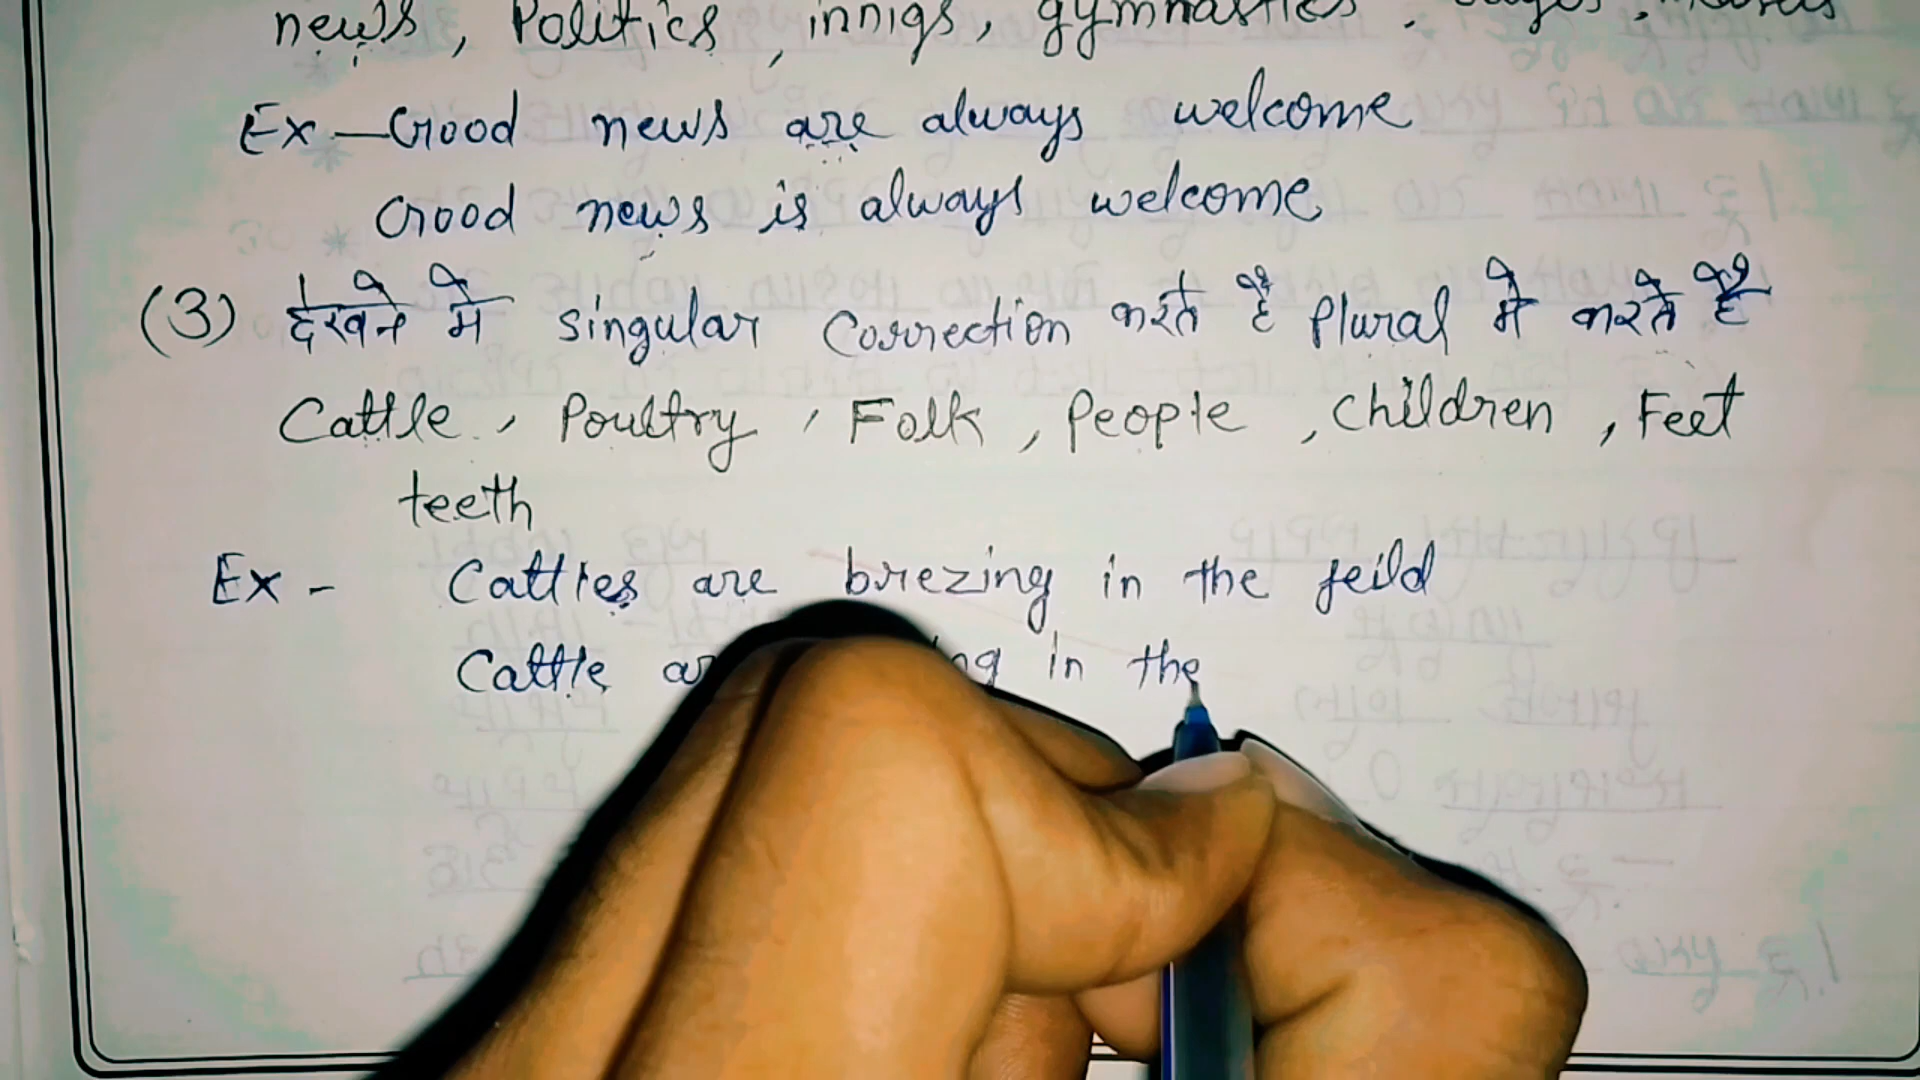 news, Politics, innigs, gymnastics,
Ex - Good news are always welcome
Good news is always welcome
(3) देखने मे singular Correction करते है Plural मे करते है
Cattle, Poultry, Folk, People, children, Feet
teeth
Ex - Cattles are brezing in the feild
Cattle in the